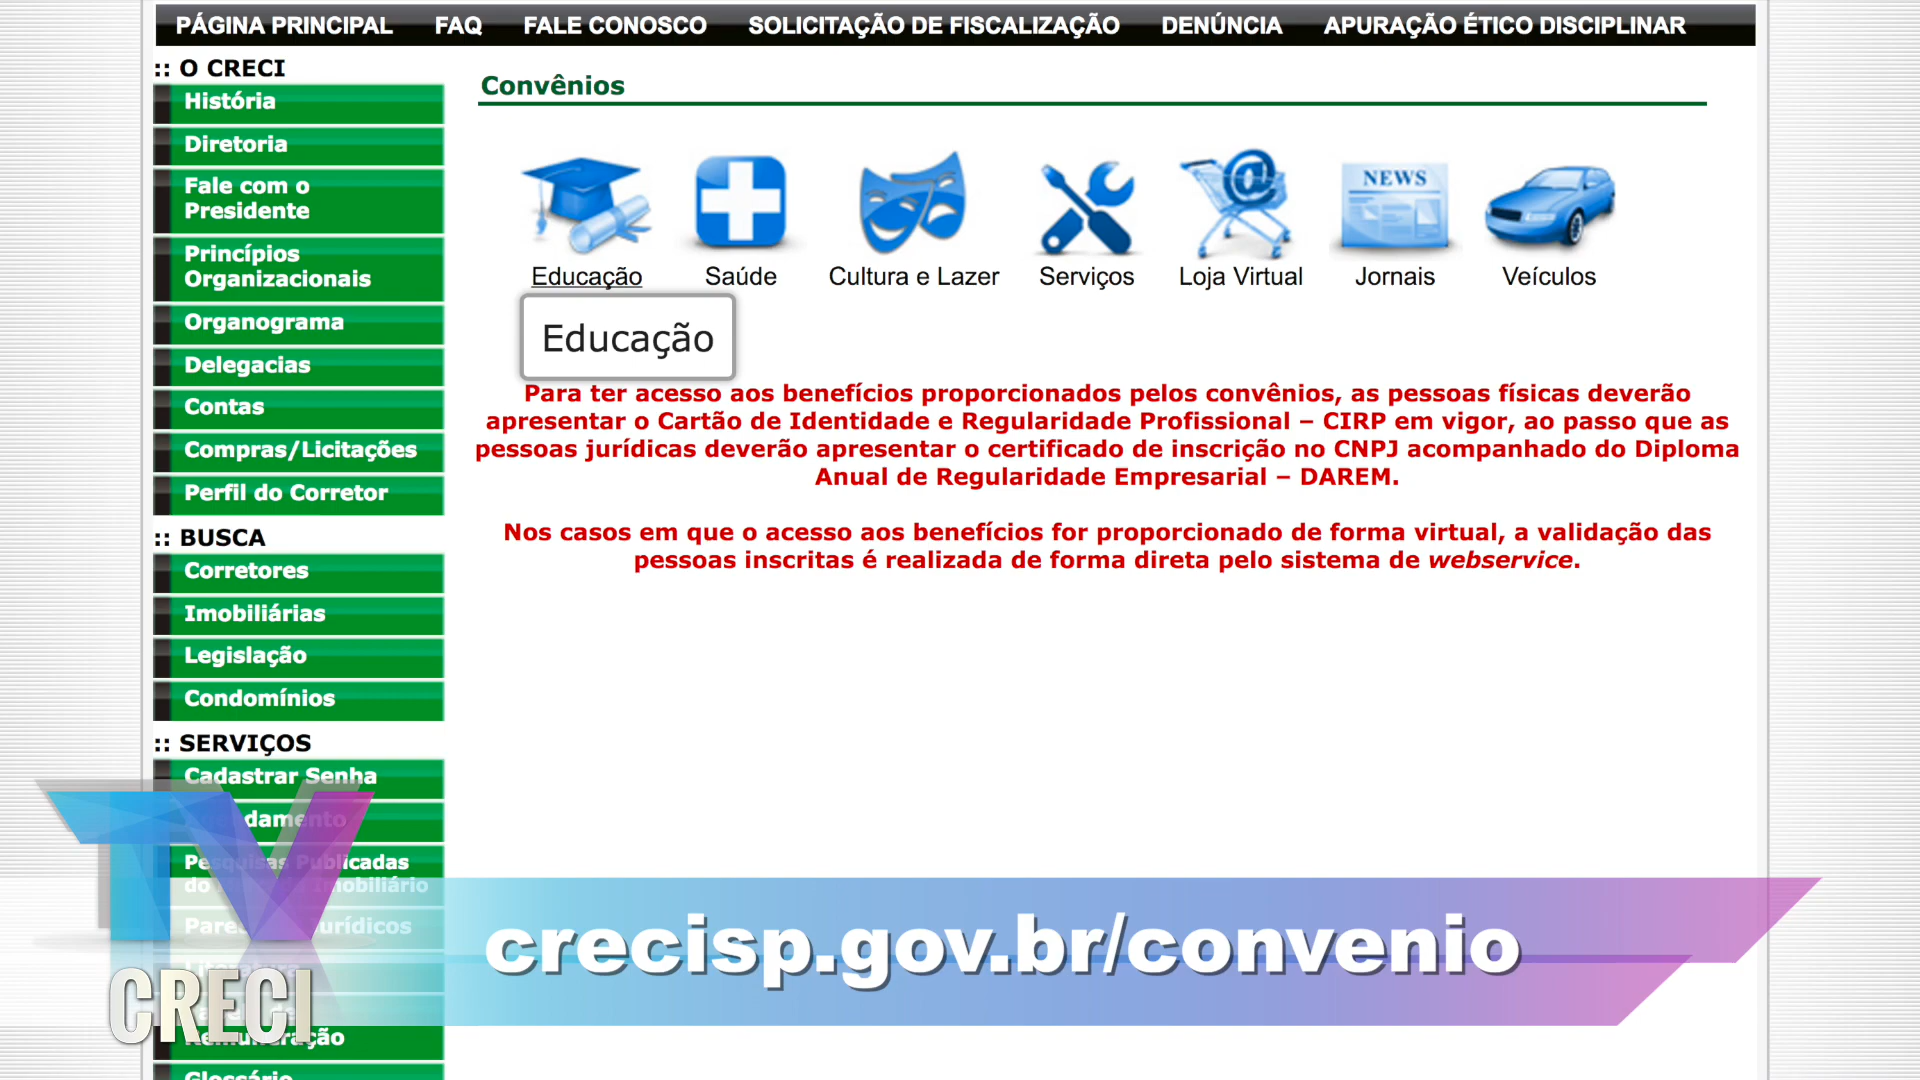 PÁGINA PRINCIPAL FAQ FALE CONOSCO SOLICITAÇÃO DE FISCALIZAÇÃO DENÚNCIA APURAÇÃO ÉTICO DISCIPLINAR
:: O CRECI
História
Diretoria
Fale com o
Presidente
Princípios
Organizacionais
Organograma
Delegacias
Contas
Compras/Licitações
Perfil do Corretor
:: BUSCA
Corretores
Imobiliárias
Legislação
Condomínios
:: SERVIÇOS
Cadastrar Senha
Pesquisas Publicadas
Convênios
NEWS
Educação Saúde Cultura e Lazer Serviços Loja Virtual Jornais Veículos
Educação
Para ter acesso aos benefícios proporcionados pelos convênios, as pessoas físicas deverão
apresentar o Cartão de Identidade e Regularidade Profissional – CIRP em vigor, ao passo que as
pessoas jurídicas deverão apresentar o certificado de inscrição no CNPJ acompanhado do Diploma
Anual de Regularidade Empresarial – DAREM.
Nos casos em que o acesso aos benefícios for proporcionado de forma virtual, a validação das
pessoas inscritas é realizada de forma direta pelo sistema de webservice.
TV
CRECI
crecisp.gov.br/convenio